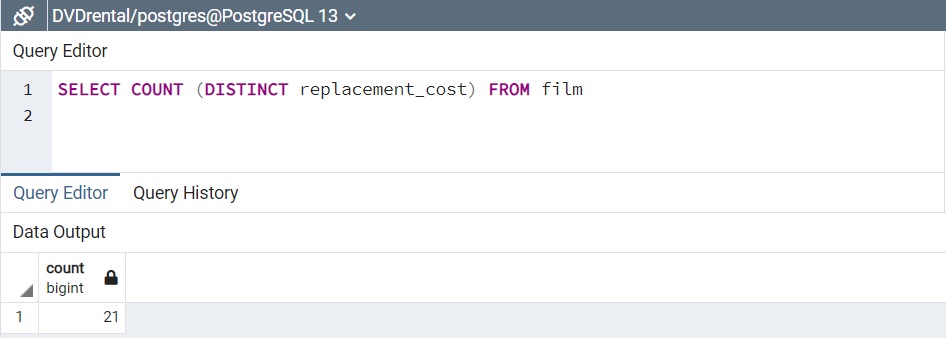 DVDrental/postgres@PostgreSQL 13
Query Editor
1 SELECT COUNT (DISTINCT replacement_cost) FROM film
2
Query Editor Query History
Data Output
count
bigint
1 21